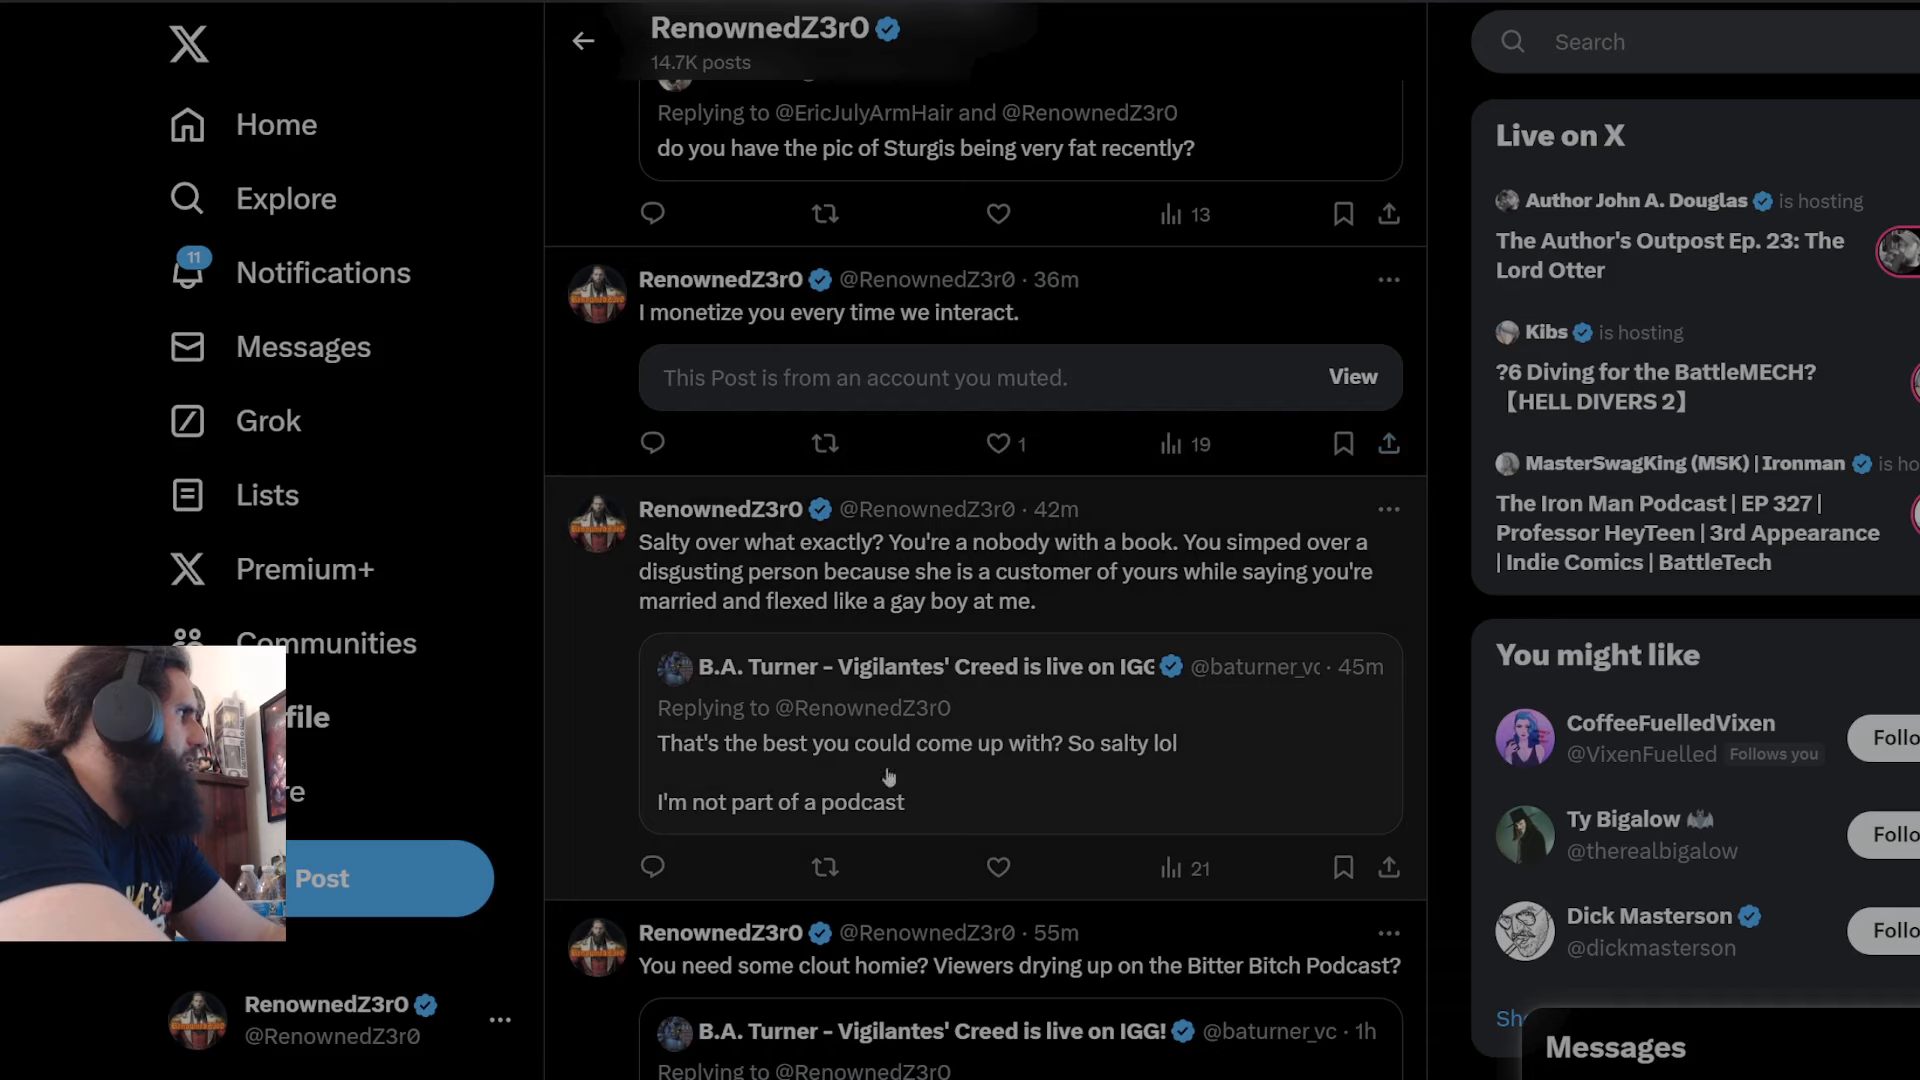 Home
Explore
11
Notifications
Messages
Grok
Lists
Premium+
Communities
file
re
Post
RenownedZ3r0
@RenownedZ3r0
RenownedZ3r0
14.7K posts
Replying to @EricJulyArmHair and @RenownedZ3r0
do you have the pic of Sturgis being very fat recently?
13
RenownedZ3r0 @RenownedZ3r0 · 36m
I monetize you every time we interact.
This Post is from an account you muted. View
1 19
RenownedZ3r0 @RenownedZ3r0 · 42m
Salty over what exactly? You're a nobody with a book. You simped over a
disgusting person because she is a customer of yours while saying you're
married and flexed like a gay boy at me.
B.A. Turner - Vigilantes' Creed is live on IGG @baturner_vc · 45m
Replying to @RenownedZ3r0
That's the best you could come up with? So salty lol
I'm not part of a podcast
21
RenownedZ3r0 @RenownedZ3r0 · 55m
You need some clout homie? Viewers drying up on the Bitter Bitch Podcast?
B.A. Turner - Vigilantes' Creed is live on IGG! @baturner_vc · 1h
Replying to @RenownedZ3r0
Search
Live on X
Author John A. Douglas is hosting
The Author's Outpost Ep. 23: The
Lord Otter
Kibs is hosting
?6 Diving for the BattleMECH?
【HELL DIVERS 2】
MasterSwagKing (MSK) | Ironman is ho
The Iron Man Podcast | EP 327 |
Professor HeyTeen | 3rd Appearance
| Indie Comics | BattleTech
You might like
CoffeeFuelledVixen
@VixenFuelled Follows you
Follo
Ty Bigalow
@therealbigalow
Follo
Dick Masterson
@dickmasterson
Follo
Sh
Messages